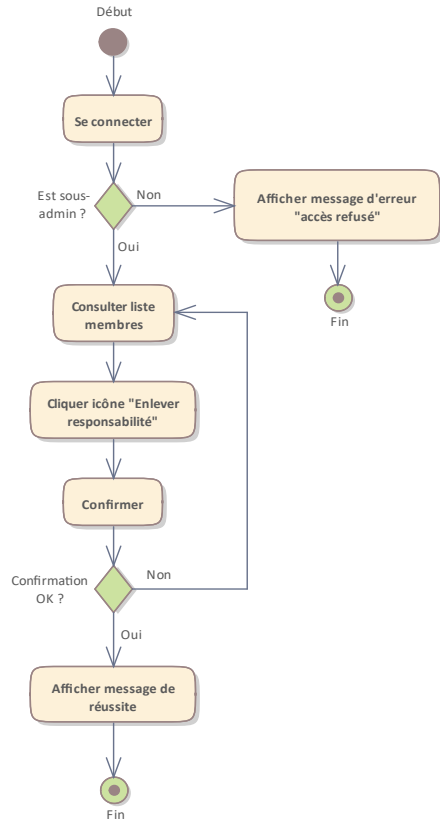 Début
Se connecter
Est sous-
admin ?
Non
Afficher message d'erreur
"accès refusé"
Oui
Fin
Consulter liste
membres
Cliquer icône "Enlever
responsabilité"
Confirmer
Confirmation
OK ?
Non
Oui
Afficher message de
réussite
Fin